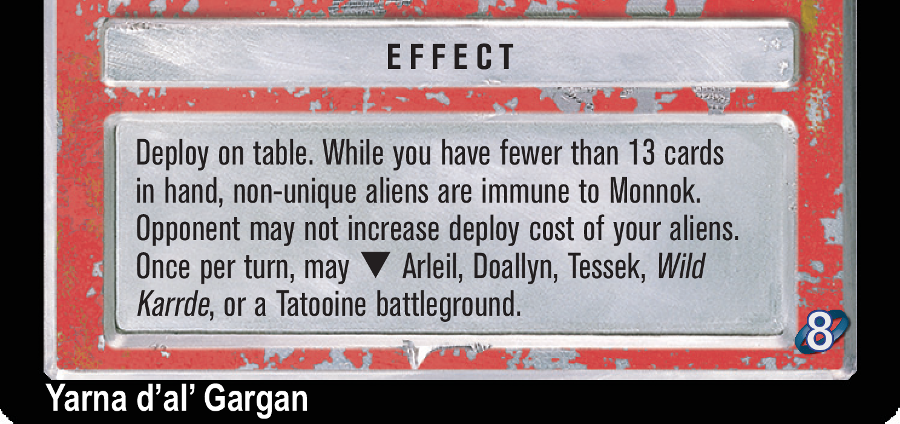 EFFECT
Deploy on table. While you have fewer than 13 cards
in hand, non-unique aliens are immune to Monnok.
Opponent may not increase deploy cost of your aliens.
Once per turn, may ▼ Arleil, Doallyn, Tessek, Wild
Karrde, or a Tatooine battleground.
8
Yarna d'al' Gargan